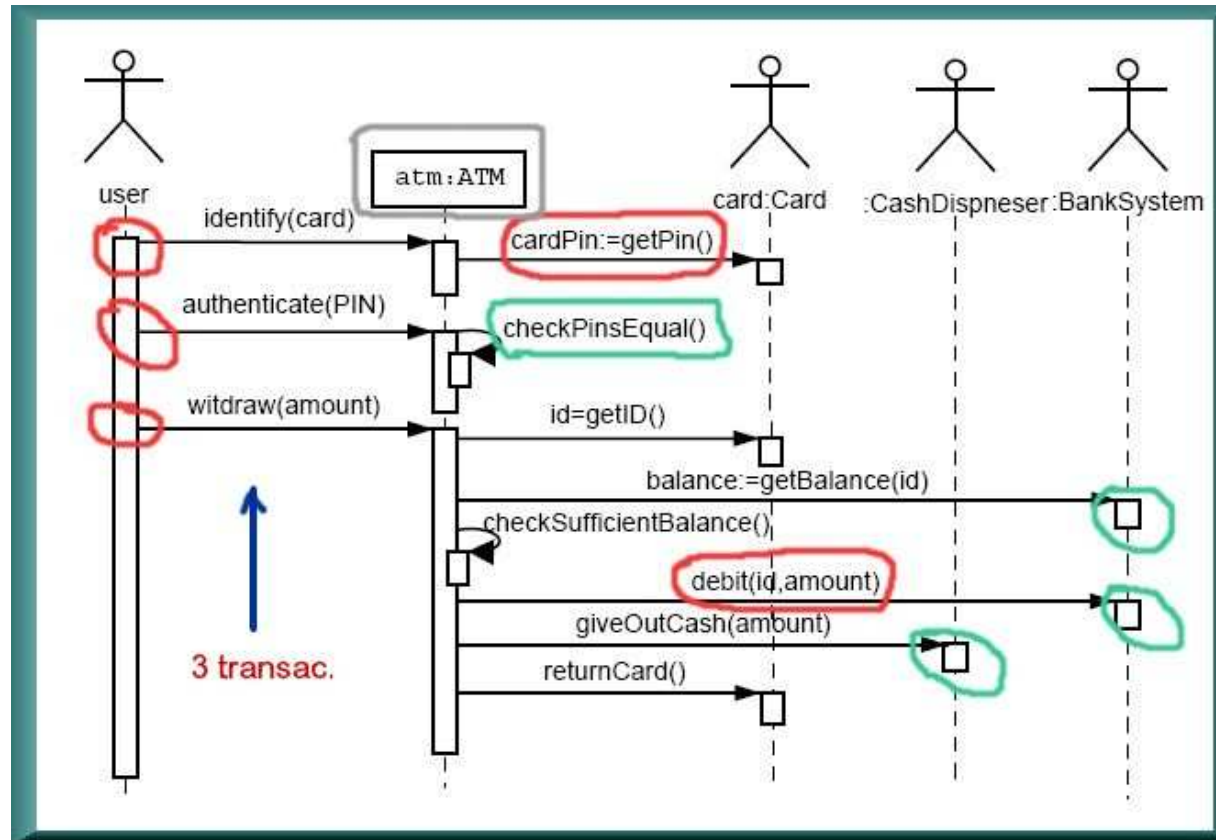 user
atm:ATM
card:Card
:CashDispneser
:BankSystem
identify(card)
cardPin:=getPin()
authenticate(PIN)
checkPinsEqual()
witdraw(amount)
id=getID()
balance:=getBalance(id)
checkSufficientBalance()
debit(id,amount)
giveOutCash(amount)
3 transac.
returnCard()